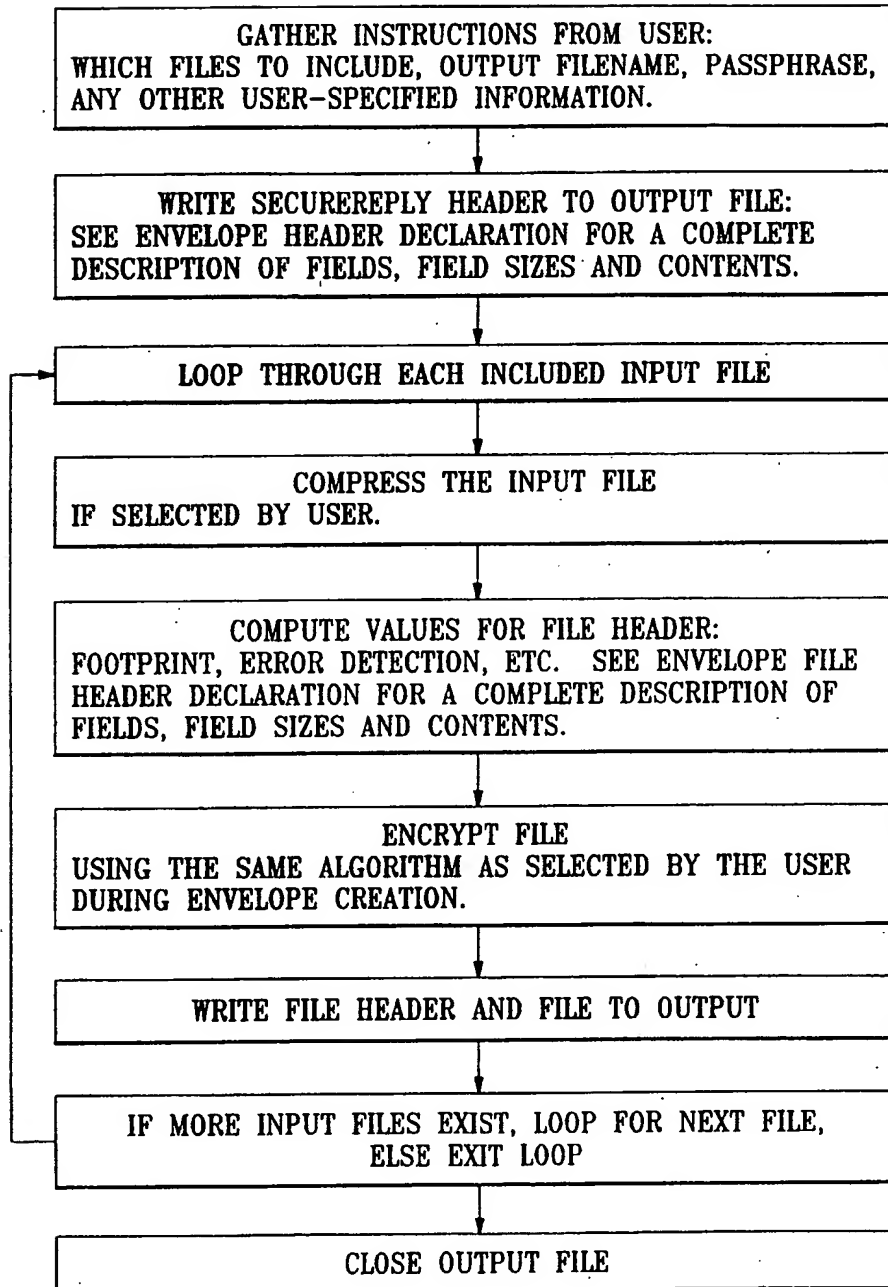 GATHER INSTRUCTIONS FROM USER:
WHICH FILES TO INCLUDE, OUTPUT FILENAME, PASSPHRASE,
ANY OTHER USER-SPECIFIED INFORMATION.
WRITE SECUREREPLY HEADER TO OUTPUT FILE:
SEE ENVELOPE HEADER DECLARATION FOR A COMPLETE
DESCRIPTION OF FIELDS, FIELD SIZES AND CONTENTS.
LOOP THROUGH EACH INCLUDED INPUT FILE
COMPRESS THE INPUT FILE
IF SELECTED BY USER.
COMPUTE VALUES FOR FILE HEADER:
FOOTPRINT, ERROR DETECTION, ETC. SEE ENVELOPE FILE
HEADER DECLARATION FOR A COMPLETE DESCRIPTION OF
FIELDS, FIELD SIZES AND CONTENTS.
ENCRYPT FILE
USING THE SAME ALGORITHM AS SELECTED BY THE USER
DURING ENVELOPE CREATION.
WRITE FILE HEADER AND FILE TO OUTPUT
IF MORE INPUT FILES EXIST, LOOP FOR NEXT FILE,
ELSE EXIT LOOP
CLOSE OUTPUT FILE